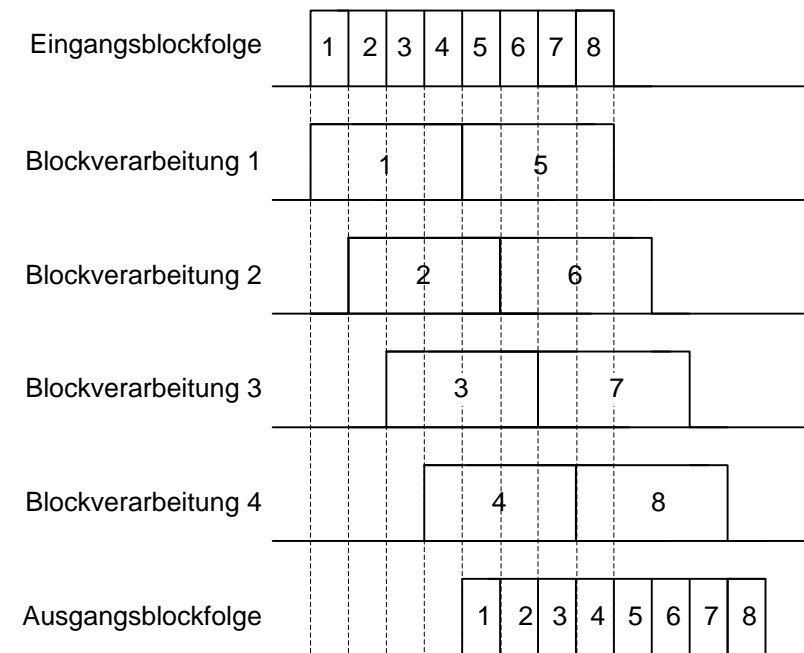 Eingangsblockfolge 1 2 3 4 5 6 7 8
Blockverarbeitung 1 1 5
Blockverarbeitung 2 2 6
Blockverarbeitung 3 3 7
Blockverarbeitung 4 4 8
Ausgangsblockfolge 1 2 3 4 5 6 7 8